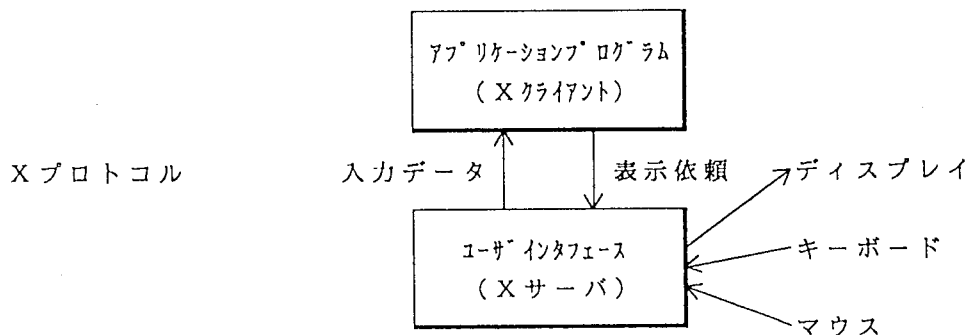 アプリケーションプログラム
(Xクライアント)
Xプロトコル
入力データ
表示依頼
ディスプレイ
ユーザインタフェース
(Xサーバ)
キーボード
マウス